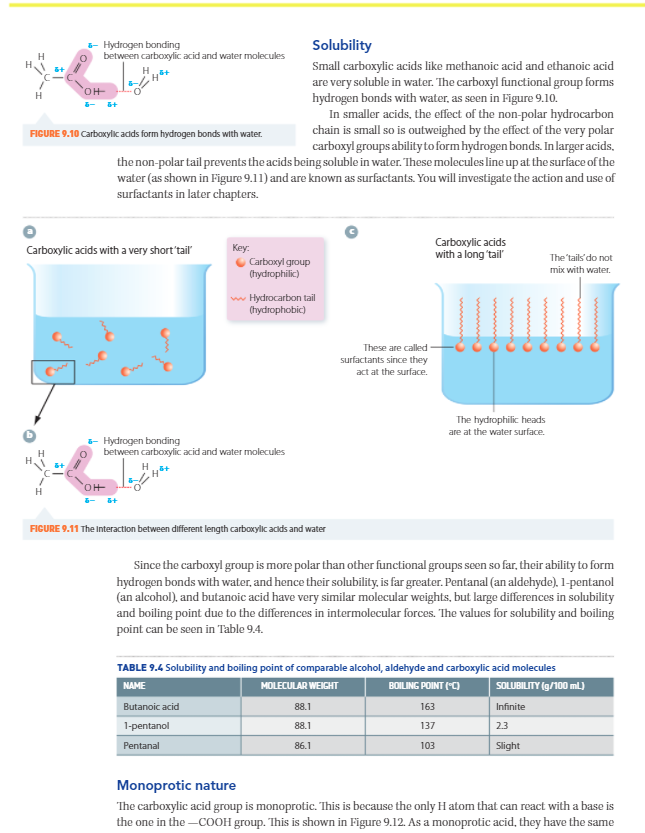 δ− Hydrogen bonding
between carboxylic acid and water molecules
H
H
δ+
O
C
C
H
OH
δ− δ+
δ−
O
H
H
δ+
FIGURE 9.10 Carboxylic acids form hydrogen bonds with water.
Solubility
Small carboxylic acids like methanoic acid and ethanoic acid
are very soluble in water. The carboxyl functional group forms
hydrogen bonds with water, as seen in Figure 9.10.
In smaller acids, the effect of the non-polar hydrocarbon
chain is small so is outweighed by the effect of the very polar
carboxyl groups ability to form hydrogen bonds. In larger acids,
the non-polar tail prevents the acids being soluble in water. These molecules line up at the surface of the
water (as shown in Figure 9.11) and are known as surfactants. You will investigate the action and use of
surfactants in later chapters.
a
Carboxylic acids with a very short 'tail'
Key:
Carboxyl group
(hydrophilic)
Hydrocarbon tail
(hydrophobic)
c
Carboxylic acids
with a long 'tail'
The 'tails' do not
mix with water.
These are called
surfactants since they
act at the surface.
The hydrophilic heads
are at the water surface.
b
δ− Hydrogen bonding
between carboxylic acid and water molecules
H
H
δ+
O
C
C
H
OH
δ− δ+
δ−
O
H
H
δ+
FIGURE 9.11 The interaction between different length carboxylic acids and water
Since the carboxyl group is more polar than other functional groups seen so far, their ability to form
hydrogen bonds with water, and hence their solubility, is far greater. Pentanal (an aldehyde), 1-pentanol
(an alcohol), and butanoic acid have very similar molecular weights, but large differences in solubility
and boiling point due to the differences in intermolecular forces. The values for solubility and boiling
point can be seen in Table 9.4.
TABLE 9.4 Solubility and boiling point of comparable alcohol, aldehyde and carboxylic acid molecules
NAME MOLECULAR WEIGHT BOILING POINT (°C) SOLUBILITY (g/100 mL)
Butanoic acid 88.1 163 Infinite
1-pentanol 88.1 137 2.3
Pentanal 86.1 103 Slight
Monoprotic nature
The carboxylic acid group is monoprotic. This is because the only H atom that can react with a base is
the one in the —COOH group. This is shown in Figure 9.12. As a monoprotic acid, they have the same